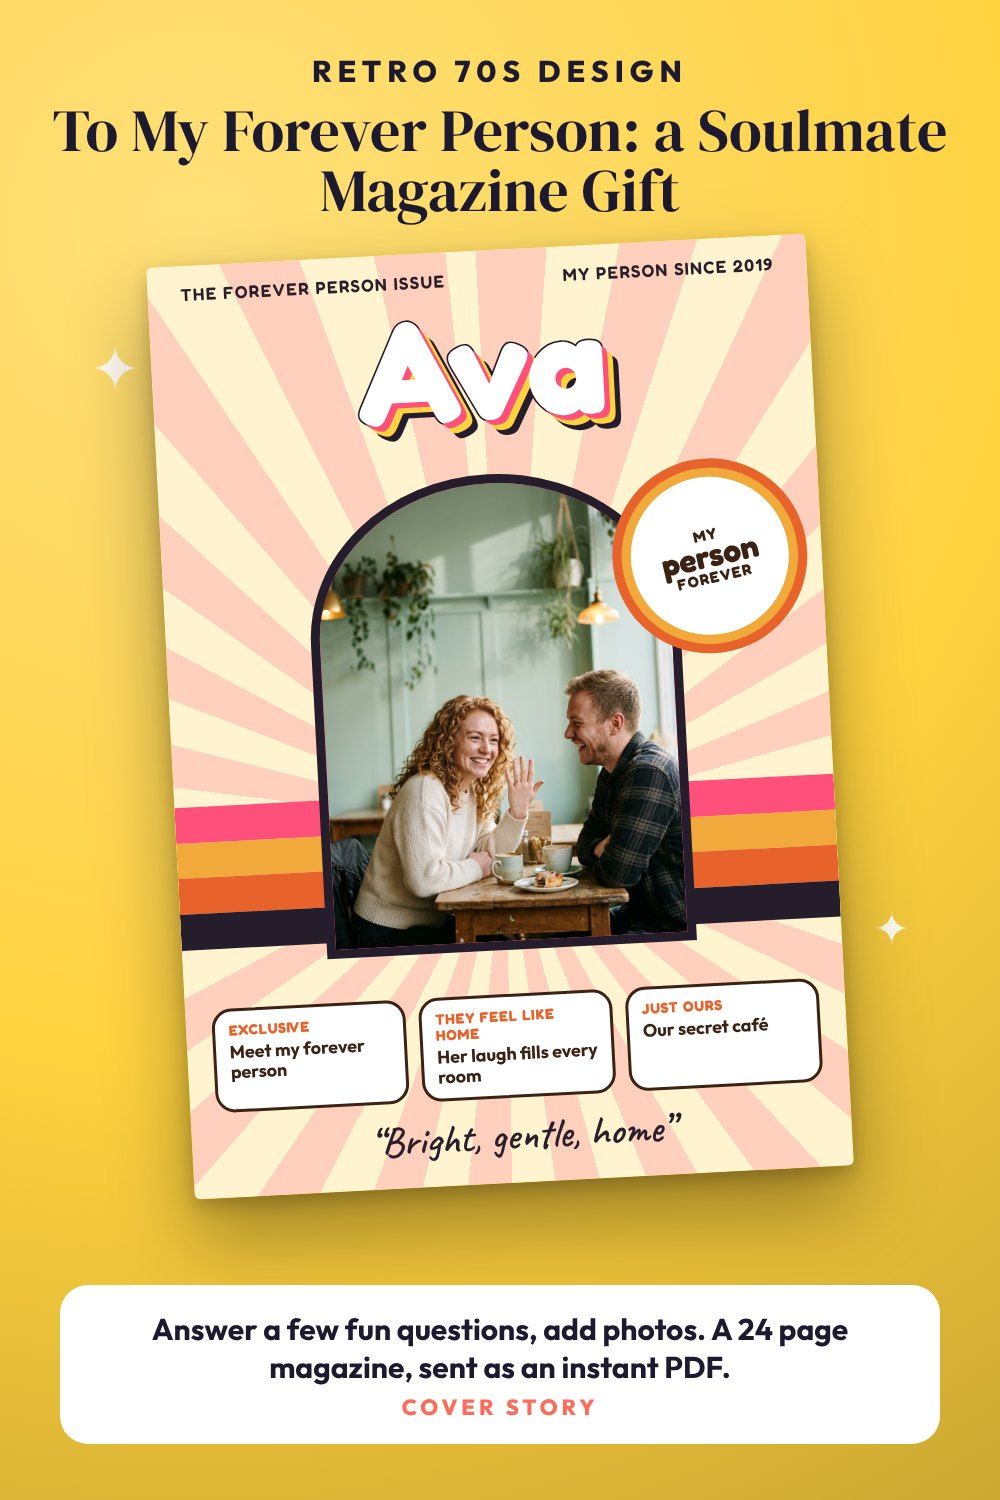 RETRO 70S DESIGN
To My Forever Person: a Soulmate
Magazine Gift
THE FOREVER PERSON ISSUE
MY PERSON SINCE 2019
Ava
MY
person
FOREVER
EXCLUSIVE
Meet my forever
person
THEY FEEL LIKE
HOME
Her laugh fills every
room
JUST OURS
Our secret café
“Bright, gentle, home”
Answer a few fun questions, add photos. A 24 page
magazine, sent as an instant PDF.
COVER STORY